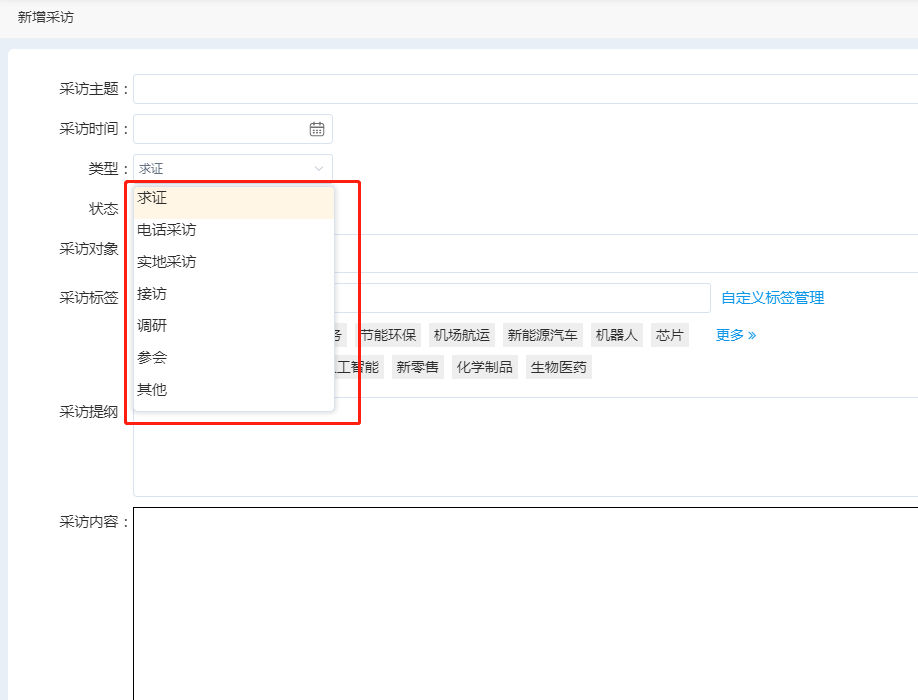 新增采访
采访主题：
采访时间：
类型： 求证
求证
状态
电话采访
采访对象
实地采访
采访标签 接访 自定义标签管理
调研 节能环保 机场航运 新能源汽车 机器人 芯片 更多 »
参会 工智能 新零售 化学制品 生物医药
其他
采访提纲
采访内容：